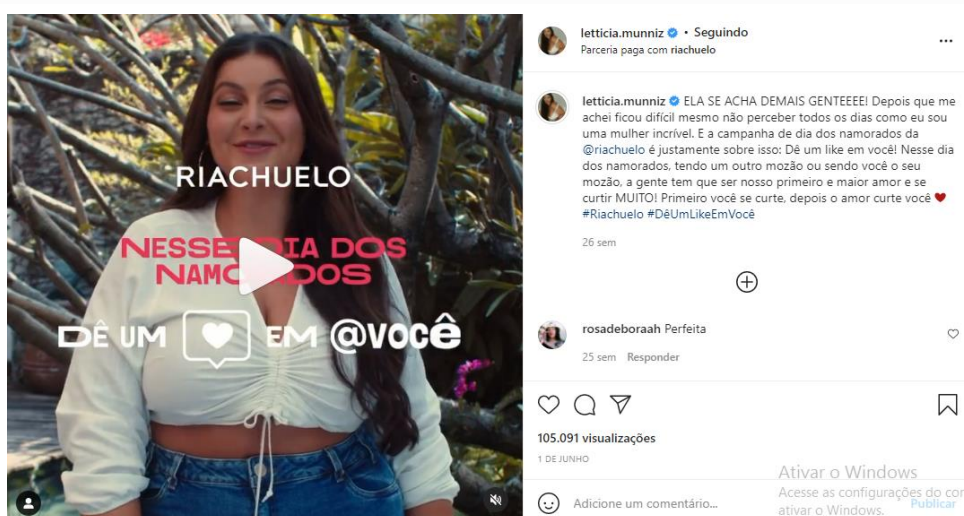 RIACHUELO
NESSE DIA DOS
NAMORADOS
DÊ UM EM @VOCÊ
letticia.munniz • Seguindo
Parceria paga com riachuelo
letticia.munniz ELA SE ACHA DEMAIS GENTEEEE! Depois que me
achei ficou difícil mesmo não perceber todos os dias como eu sou
uma mulher incrível. E a campanha de dia dos namorados da
@riachuelo é justamente sobre isso: Dê um like em você! Nesse dia
dos namorados, tendo um outro mozão ou sendo você o seu
mozão, a gente tem que ser nosso primeiro e maior amor e se
curtir MUITO! Primeiro você se curte, depois o amor curte você ♥
#Riachuelo #DêUmLikeEmVocê
26 sem
rosadeboraah Perfeita
25 sem Responder
105.091 visualizações
1 DE JUNHO
Adicione um comentário...
Publicar
Ativar o Windows
Acesse as configurações do cor
ativar o Windows.